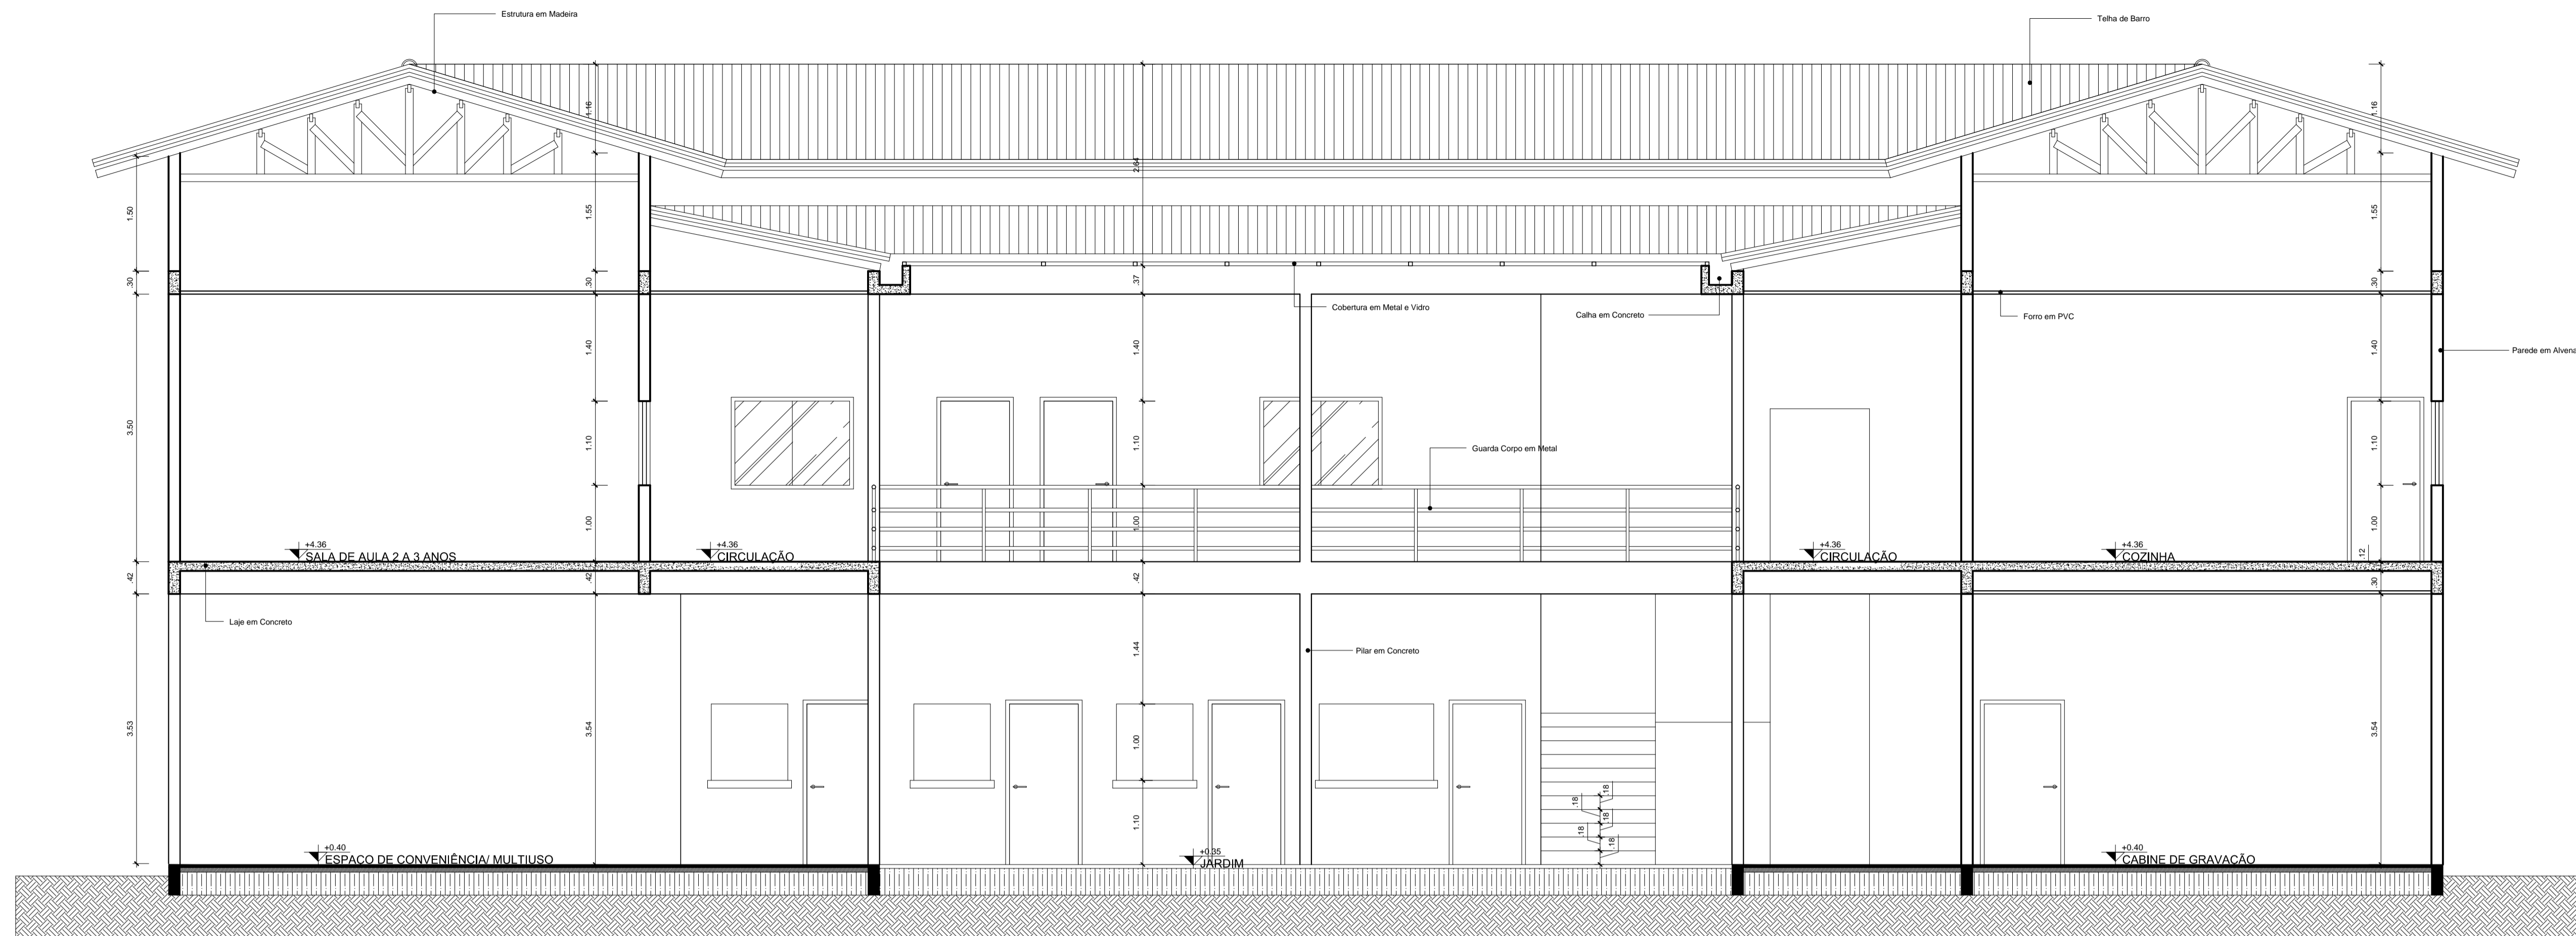 Estrutura em Madeira
Telha de Barro
1.16
1.16
2.64
1.50
1.55
1.55
.30
.30
.37
.30
Cobertura em Metal e Vidro
Calha em Concreto
Forro em PVC
Parede em Alvena
1.40
1.40
1.40
3.50
1.10
1.10
1.10
Guarda Corpo em Metal
1.00
1.00
1.00
+4.36
SALA DE AULA 2 A 3 ANOS
+4.36
CIRCULAÇÃO
+4.36
CIRCULAÇÃO
+4.36
COZINHA
.12
.42
.42
.42
.30
Laje em Concreto
Pilar em Concreto
1.44
3.53
3.54
1.00
3.54
1.10
.18
.18
.18
.18
.18
+0.40
ESPAÇO DE CONVENIÊNCIA/ MULTIUSO
+0.35
JARDIM
+0.40
CABINE DE GRAVAÇÃO